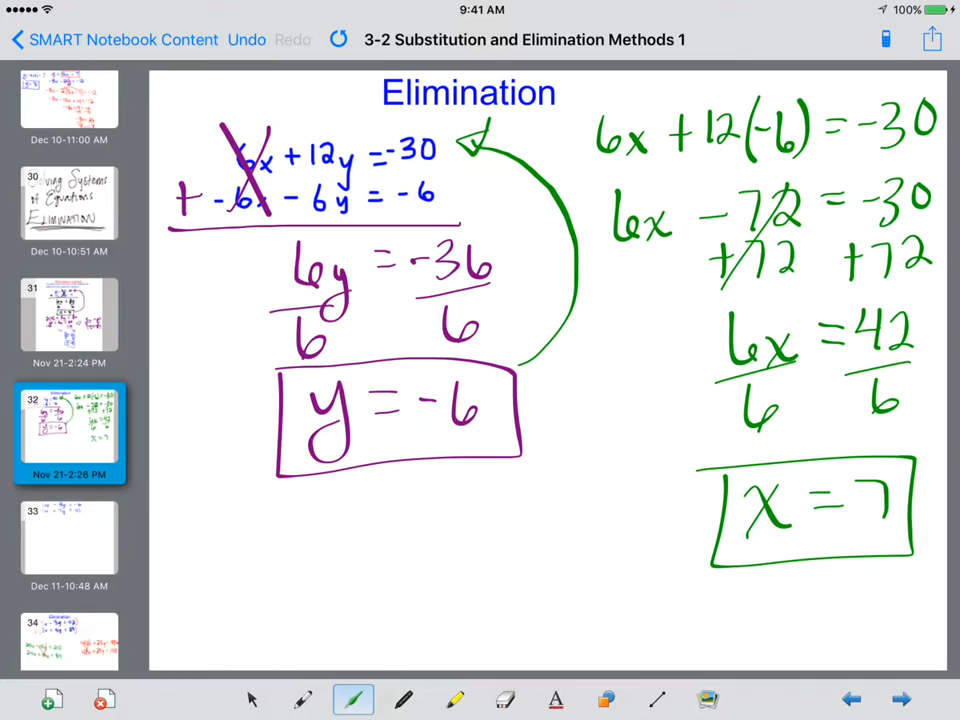 9:41 AM
100%
SMART Notebook Content
Undo
Redo
3-2 Substitution and Elimination Methods 1
Dec 10-11:00 AM
30
Solving Systems
of Equations
ELIMINATION
Dec 10-10:51 AM
31
Nov 21-2:24 PM
32
Nov 21-2:26 PM
33
Dec 11-10:48 AM
34
Elimination
6x + 12y = -30
+ -6x - 6y = -6
6y = -36
6 6
y = -6
6x + 12(-6) = -30
6x - 72 = -30
+72 +72
6x = 42
6 6
x = 7
A